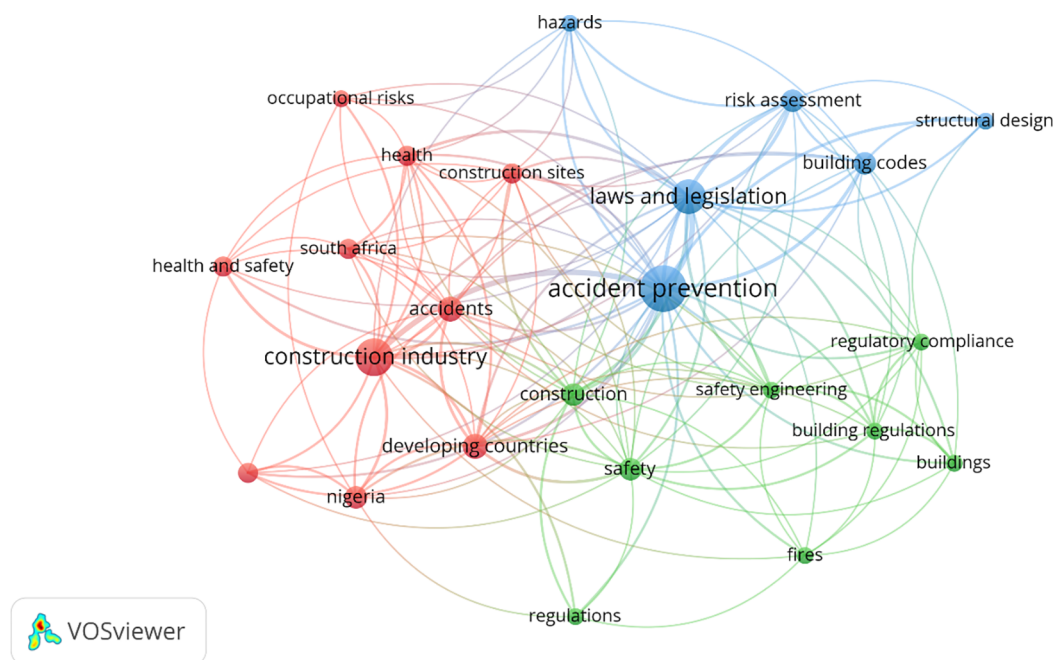 hazards
occupational risks
risk assessment
structural design
health
construction sites
building codes
laws and legislation
south africa
health and safety
accident prevention
accidents
regulatory compliance
construction industry
safety engineering
construction
building regulations
developing countries
buildings
safety
nigeria
fires
regulations
VOSviewer